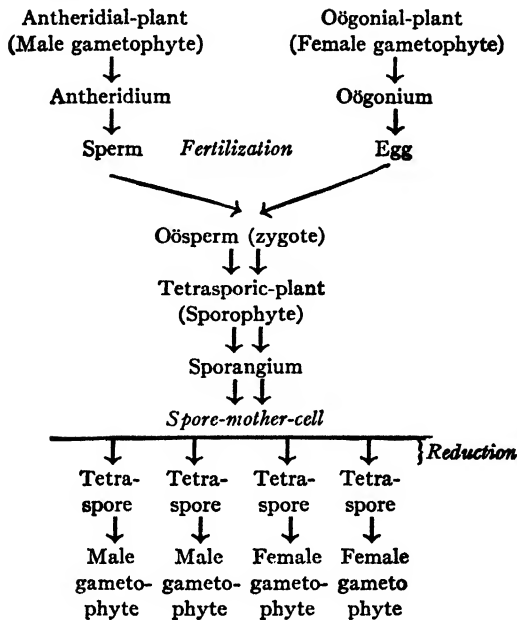 Antheridial-plant Oögonial-plant
(Male gametophyte) (Female gametophyte)
Antheridium Oögonium
Sperm Fertilization Egg
Oösperm (zygote)
Tetrasporic-plant
(Sporophyte)
Sporangium
Spore-mother-cell
Reduction
Tetra- Tetra- Tetra- Tetra-
spore spore spore spore
Male Male Female Female
gameto- gameto- gameto- gameto
phyte phyte phyte phyte